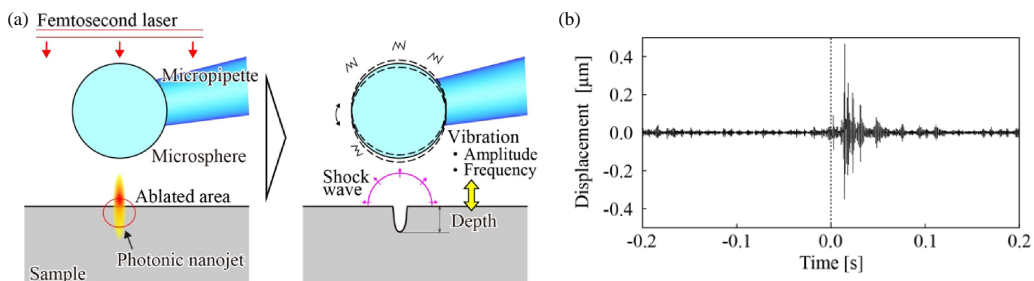 (a)
Femtosecond laser
Micropipette
Microsphere
Ablated area
Photonic nanojet
Sample
Vibration
・ Amplitude
・ Frequency
Shock
wave
Depth
(b)
Displacement [μm]
0.4
0.2
0.0
-0.2
-0.4
-0.2
-0.1
0.0
0.1
0.2
Time [s]